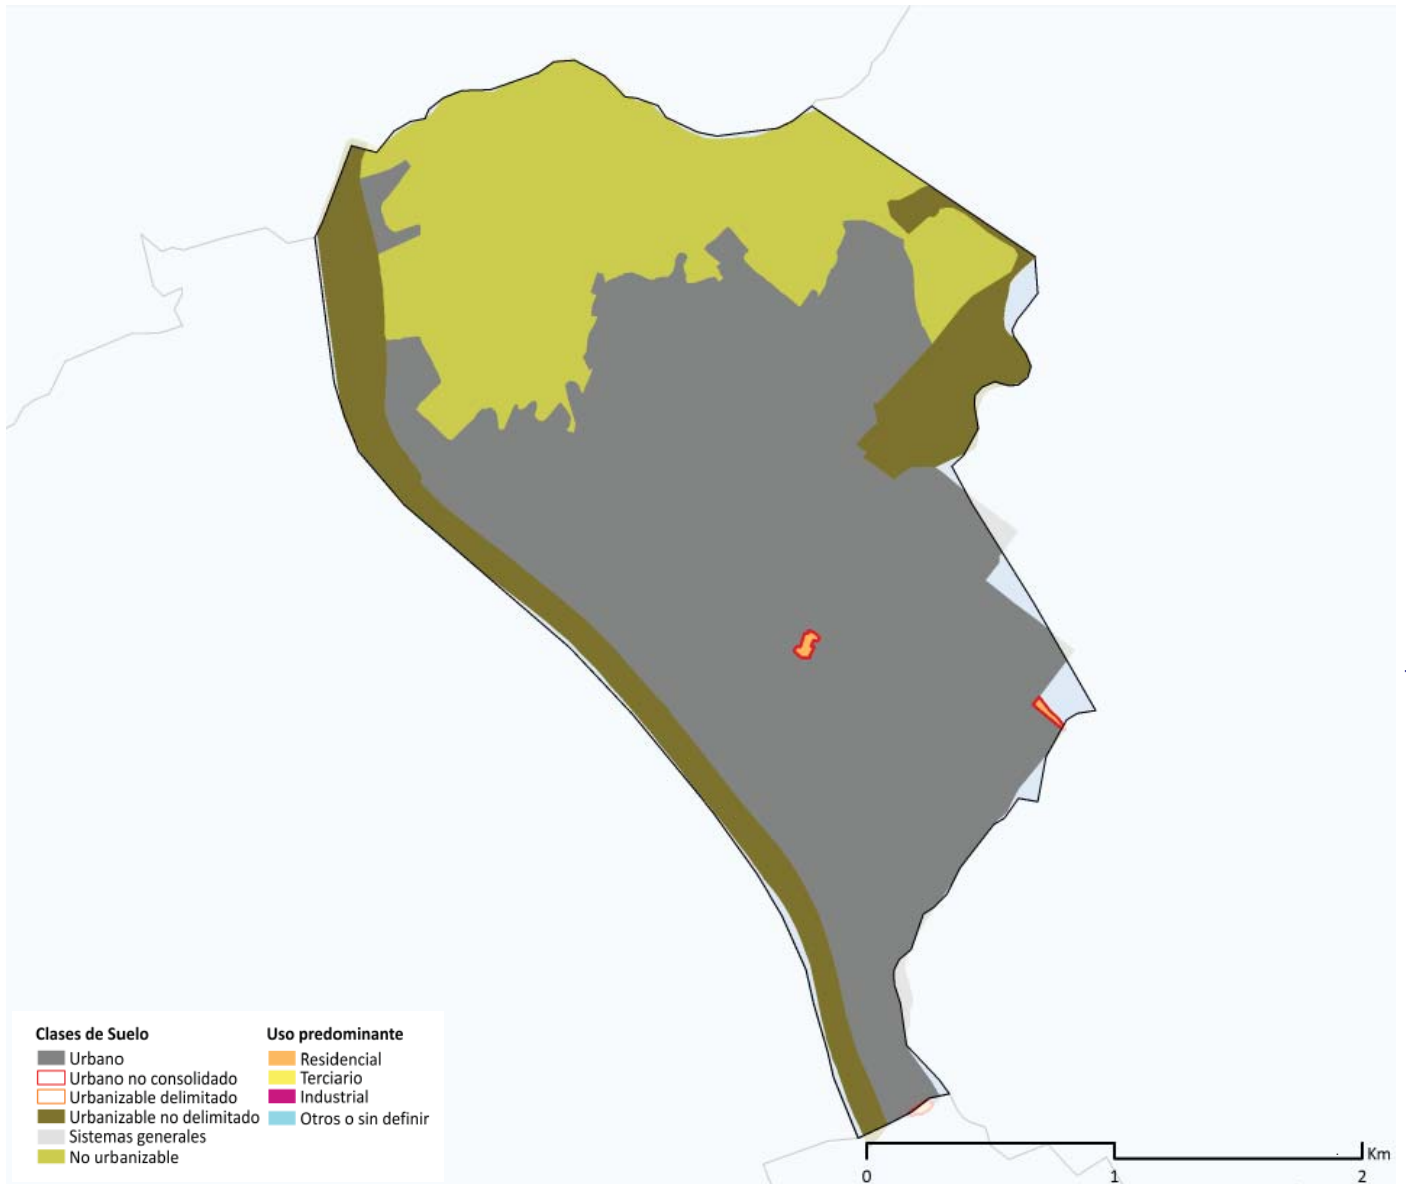 Clases de Suelo
Urbano
Urbano no consolidado
Urbanizable delimitado
Urbanizable no delimitado
Sistemas generales
No urbanizable
Uso predominante
Residencial
Terciario
Industrial
Otros o sin definir
Km
0 1 2